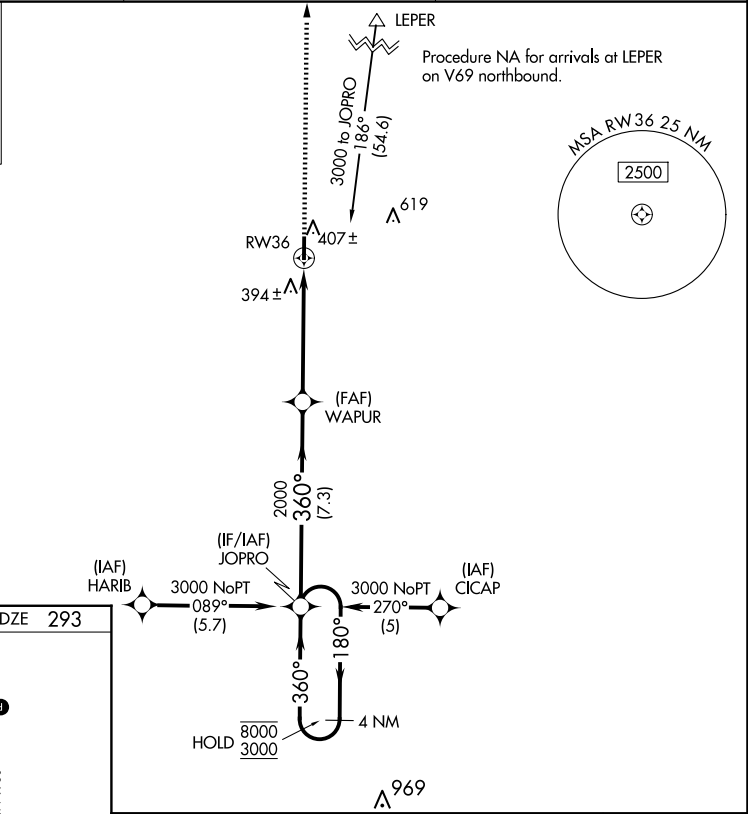 LEPER
Procedure NA for arrivals at LEPER
on V69 northbound.
3000 to JOPRO
186°
(54.6)
MSA RW36 25 NM
2500
619
RW36
407±
394±
(FAF)
WAPUR
2000
360°
(7.3)
(IF/IAF)
JOPRO
(IAF)
HARIB
3000 NoPT
089°
(5.7)
(IAF)
CICAP
3000 NoPT
270°
(5)
DZE 293
360°
180°
HOLD
8000
3000
4 NM
969